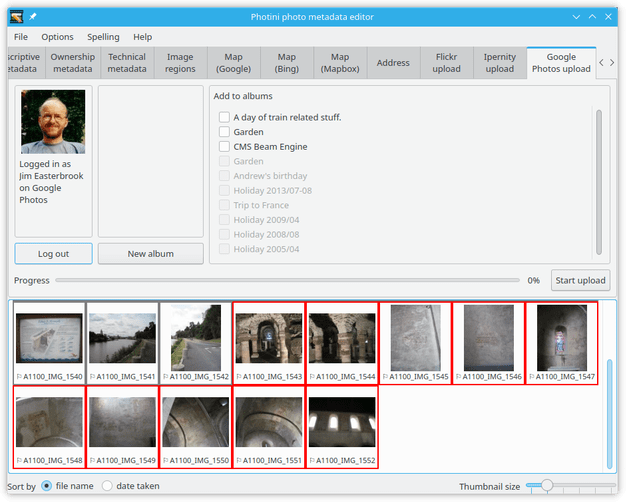 Photini photo metadata editor
File Options Spelling Help
scriptive Ownership Technical Image Map Map Map Address Flickr Ipernity Google
etadata metadata metadata regions (Google) (Bing) (Mapbox) upload upload Photos upload
Add to albums
A day of train related stuff.
Garden
CMS Beam Engine
Garden
Andrew's birthday
Holiday 2013/07-08
Trip to France
Holiday 2009/04
Holiday 2008/08
Holiday 2005/04
Logged in as
Jim Easterbrook
on Google
Photos
Log out New album
Progress 0% Start upload
A1100_IMG_1540 A1100_IMG_1541 A1100_IMG_1542 A1100_IMG_1543 A1100_IMG_1544 A1100_IMG_1545 A1100_IMG_1546 A1100_IMG_1547
A1100_IMG_1548 A1100_IMG_1549 A1100_IMG_1550 A1100_IMG_1551 A1100_IMG_1552
Sort by file name date taken Thumbnail size